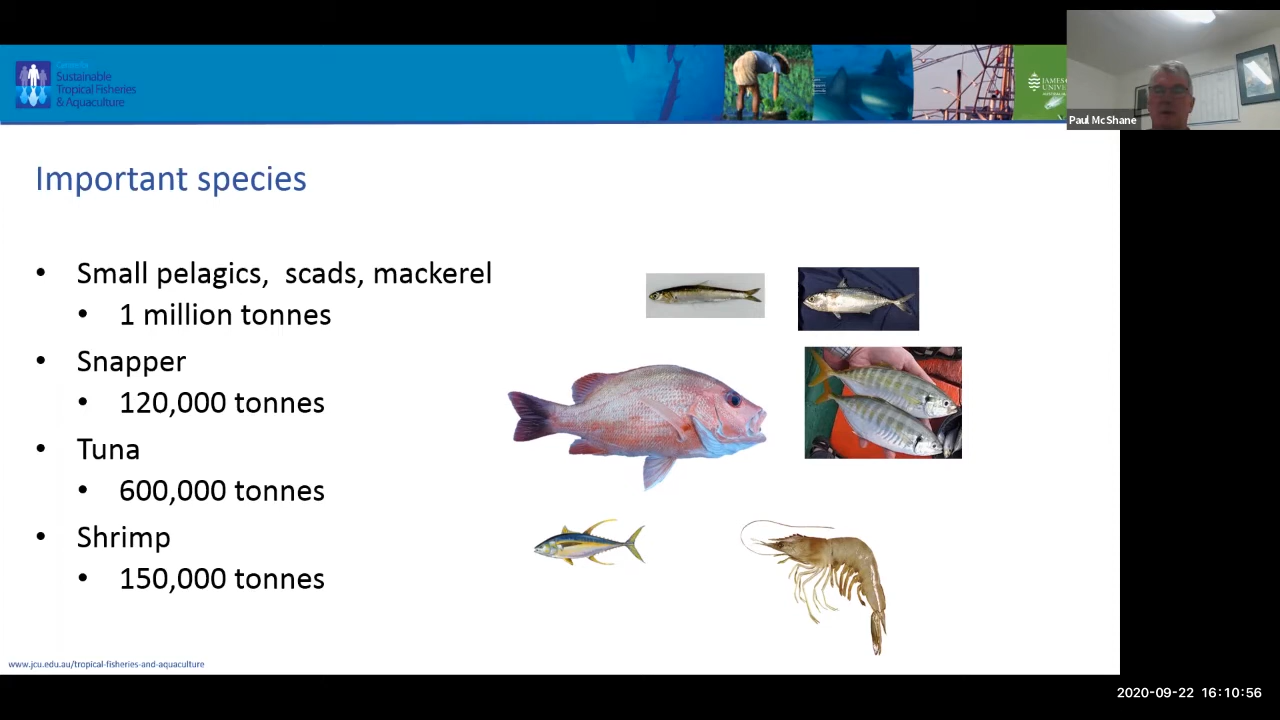 Sustainable
Tropical Fisheries
& Aquaculture
JAMES
UNIVE
Paul McShane
Important species
• Small pelagics, scads, mackerel
• 1 million tonnes
• Snapper
• 120,000 tonnes
• Tuna
• 600,000 tonnes
• Shrimp
• 150,000 tonnes
www.jcu.edu.au/tropical-fisheries-and-aquaculture
2020-09-22 16:10:56